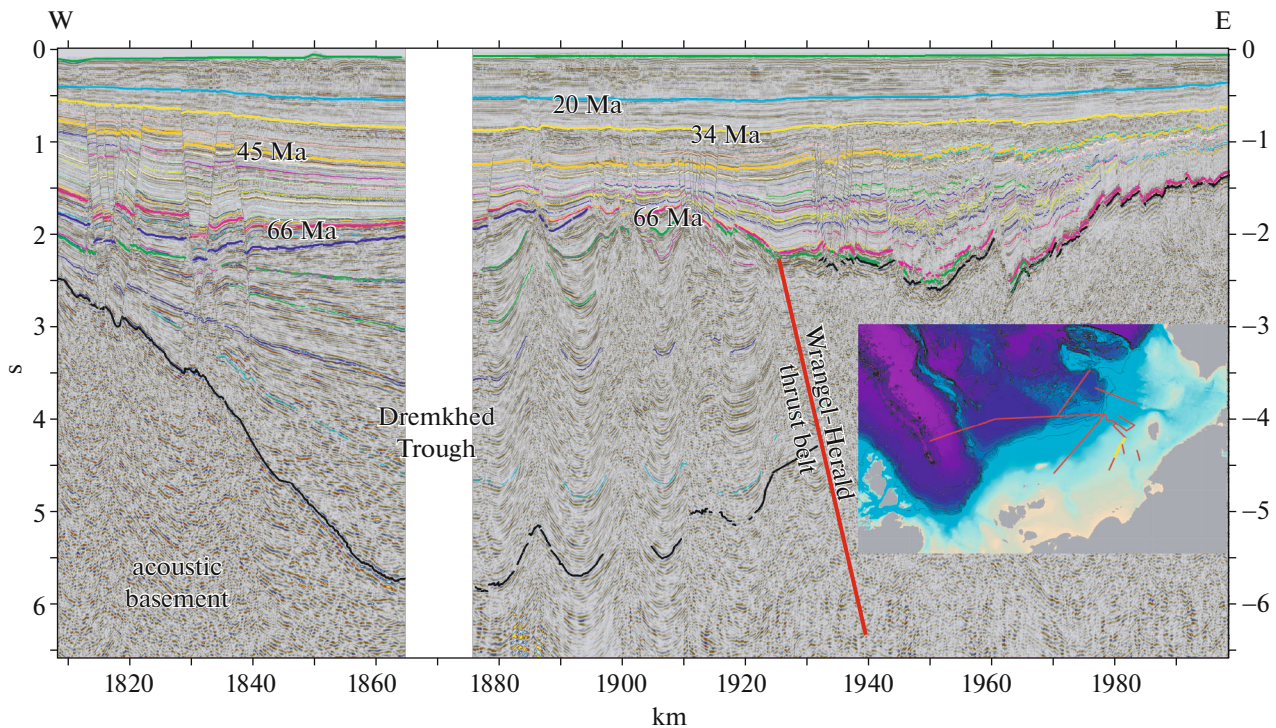 W
E
0
1
2
3
4
5
6
s
0
−1
−2
−3
−4
−5
−6
20 Ma
34 Ma
45 Ma
66 Ma
66 Ma
Dremkhed
Trough
Wrangel-Herald
thrust belt
acoustic
basement
1820
1840
1860
1880
1900
1920
1940
1960
1980
km